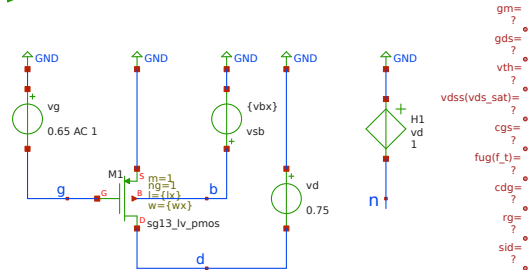 GND
GND
GND
GND
GND
vg
0.65 AC 1
{vbx}
vsb
H1
vd
1
M1
S
m=1
ng=1
l={lx}
w={wx}
G
B
D
sg13_lv_pmos
vd
0.75
g
b
d
n
gm=
?
gds=
?
vth=
?
vdss(vds_sat)=
?
cgs=
?
fug(f_t)=
?
cdg=
?
rg=
?
sid=
?